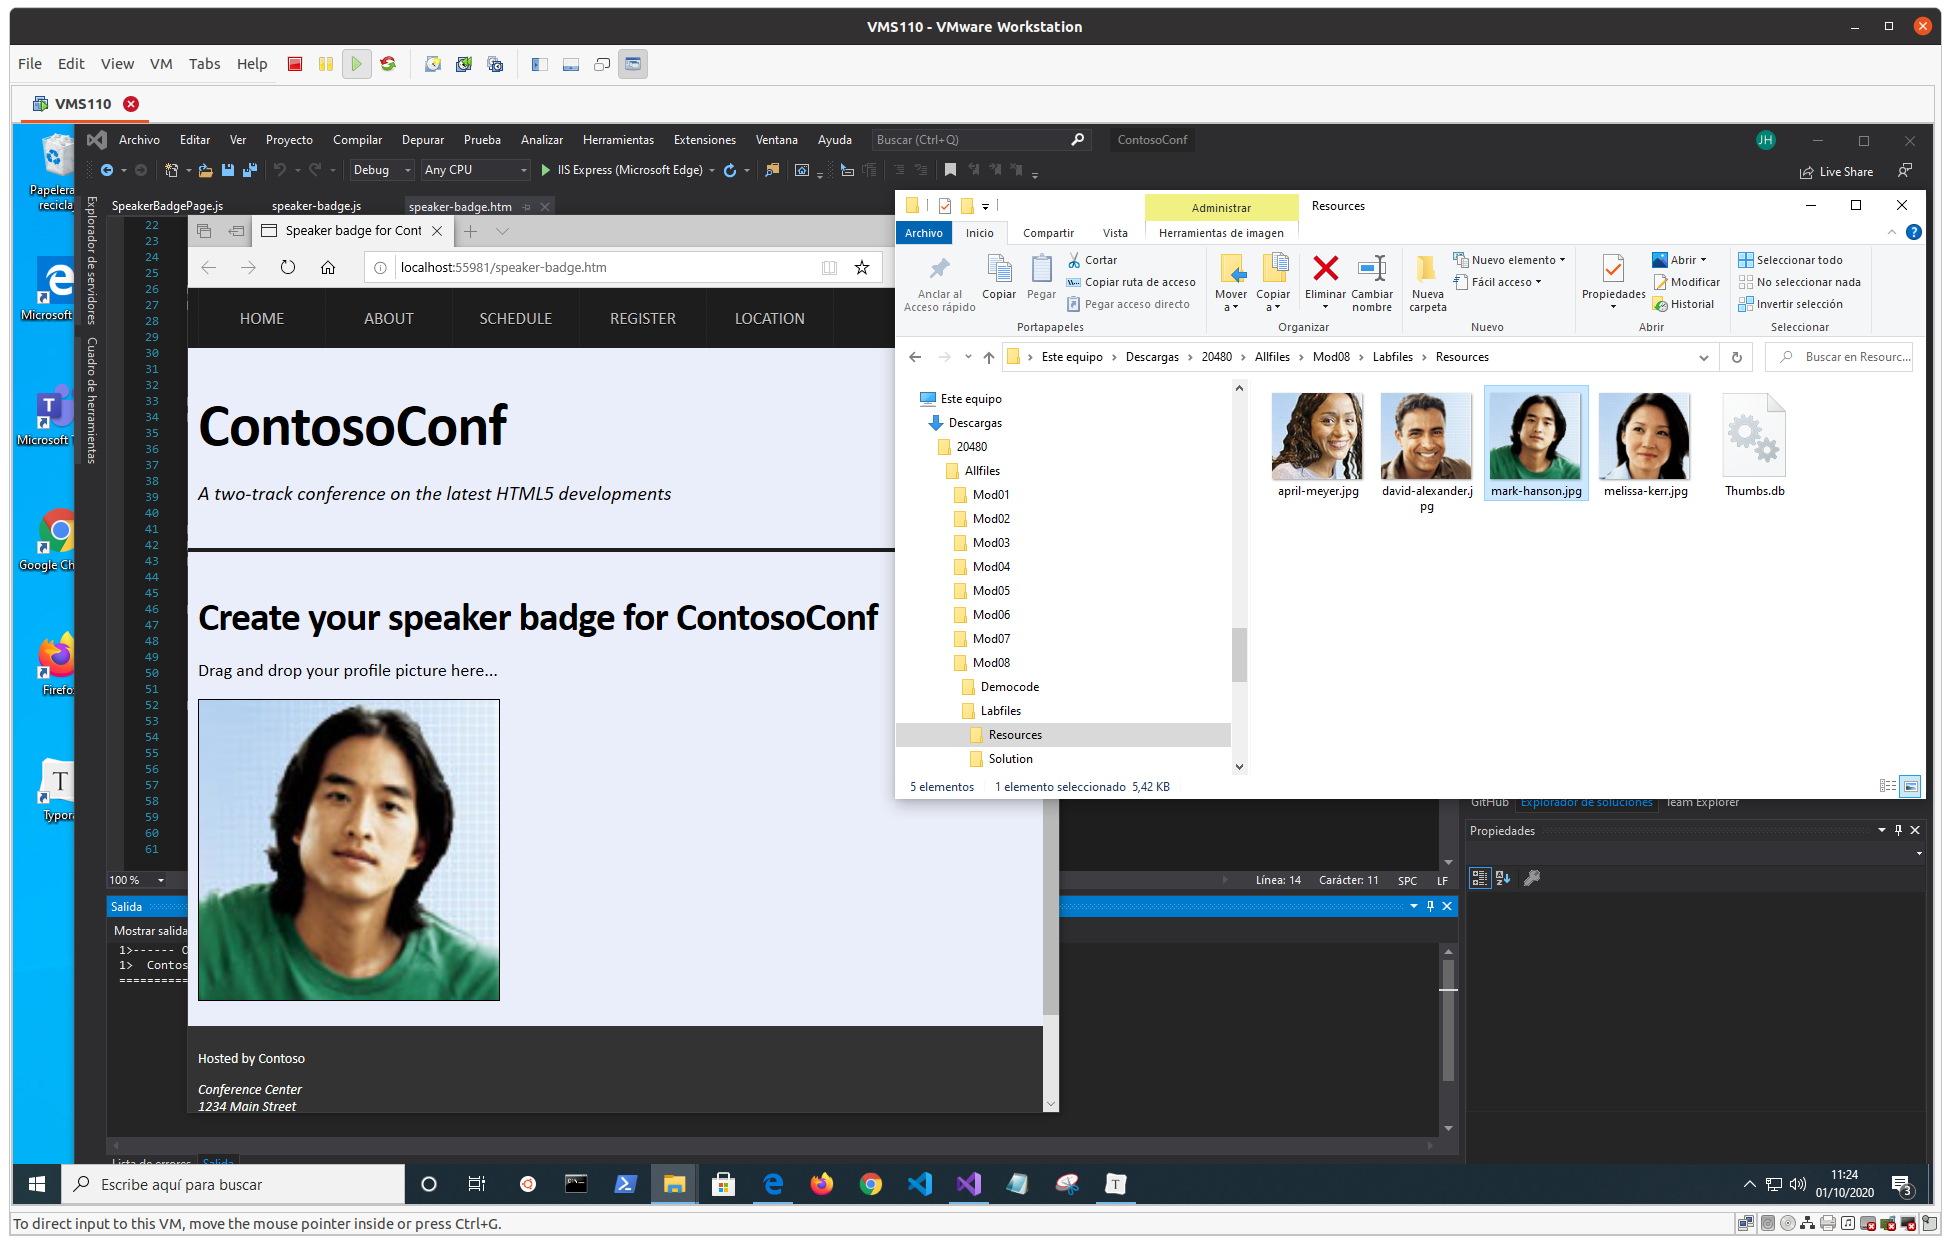 VMS110 - VMware Workstation
File Edit View VM Tabs Help
VMS110
Archivo Editar Ver Proyecto Compilar Depurar Prueba Analizar Herramientas Extensiones Ventana Ayuda Buscar (Ctrl+Q) ContosoConf JH
Debug Any CPU IIS Express (Microsoft Edge) Live Share
SpeakerBadgePage.js speaker-badge.js speaker-badge.htm
Papelera
recicla
Microsoft
Microsoft T
Google Ch
Firefo
Typora
Explorador de servidores
Cuadro de herramientas
22
23
24
25
26
27
28
29
30
31
32
33
34
35
36
37
38
39
40
41
42
43
44
45
46
47
48
49
50
51
52
53
54
55
56
57
58
59
60
61
Speaker badge for Cont
localhost:55981/speaker-badge.htm
HOME ABOUT SCHEDULE REGISTER LOCATION
ContosoConf
A two-track conference on the latest HTML5 developments
Create your speaker badge for ContosoConf
Drag and drop your profile picture here...
Hosted by Contoso
Conference Center
1234 Main Street
Administrar Resources
Archivo Inicio Compartir Vista Herramientas de imagen
Anclar al
Acceso rápido
Copiar
Pegar
Cortar
Copiar ruta de acceso
Pegar acceso directo
Portapapeles
Mover
a
Copiar
a
Eliminar
Cambiar
nombre
Organizar
Nueva
carpeta
Nuevo elemento
Fácil acceso
Nuevo
Propiedades
Abrir
Modificar
Historial
Abrir
Seleccionar todo
No seleccionar nada
Invertir selección
Seleccionar
Este equipo Descargas 20480 Allfiles Mod08 Labfiles Resources Buscar en Resourc...
Este equipo
Descargas
20480
Allfiles
Mod01
Mod02
Mod03
Mod04
Mod05
Mod06
Mod07
Mod08
Democode
Labfiles
Resources
Solution
april-meyer.jpg
david-alexander.j
pg
mark-hanson.jpg
melissa-kerr.jpg
Thumbs.db
5 elementos 1 elemento seleccionado 5,42 KB
GitHub Explorador de soluciones Team Explorer
Propiedades
100 % Línea: 14 Carácter: 11 SPC LF
Salida
Mostrar salida
1>------ C
1> Contos
==========
Lista de errores Salida
Escribe aquí para buscar
11:24
01/10/2020
3
To direct input to this VM, move the mouse pointer inside or press Ctrl+G.